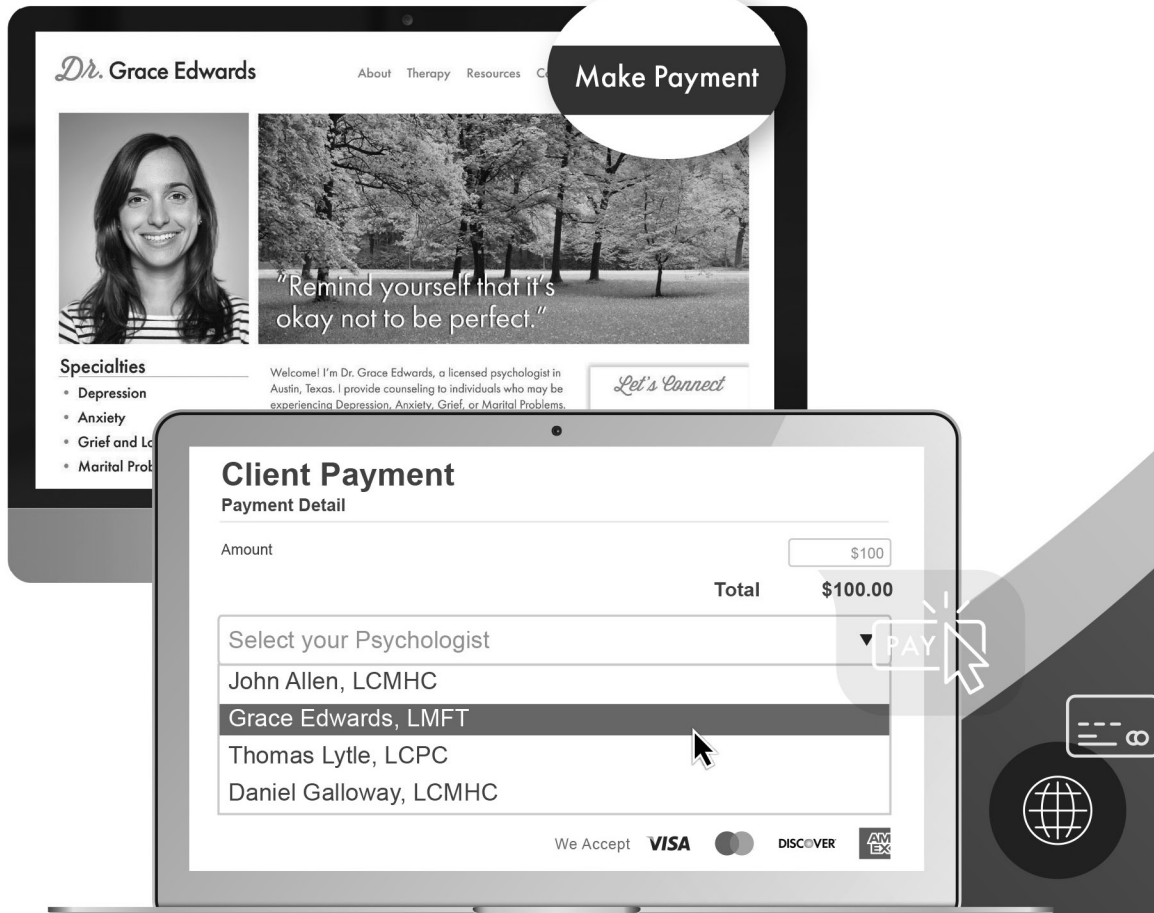 Dr. Grace Edwards
About Therapy Resources
Make Payment
"Remind yourself that it's
okay not to be perfect."
Specialties
• Depression
• Anxiety
• Grief and
• Marital
Welcome! I'm Dr. Grace Edwards, a licensed psychologist in
Austin, Texas. I provide counseling to individuals who may be
experiencing Depression, Anxiety, Grief, or Marital Problems.
Let's Connect
Client Payment
Payment Detail
Amount
$100
Total $100.00
Select your Psychologist
PAY
John Allen, LCMHC
Grace Edwards, LMFT
Thomas Lytle, LCPC
Daniel Galloway, LCMHC
We Accept VISA DISCOVER AM
EX